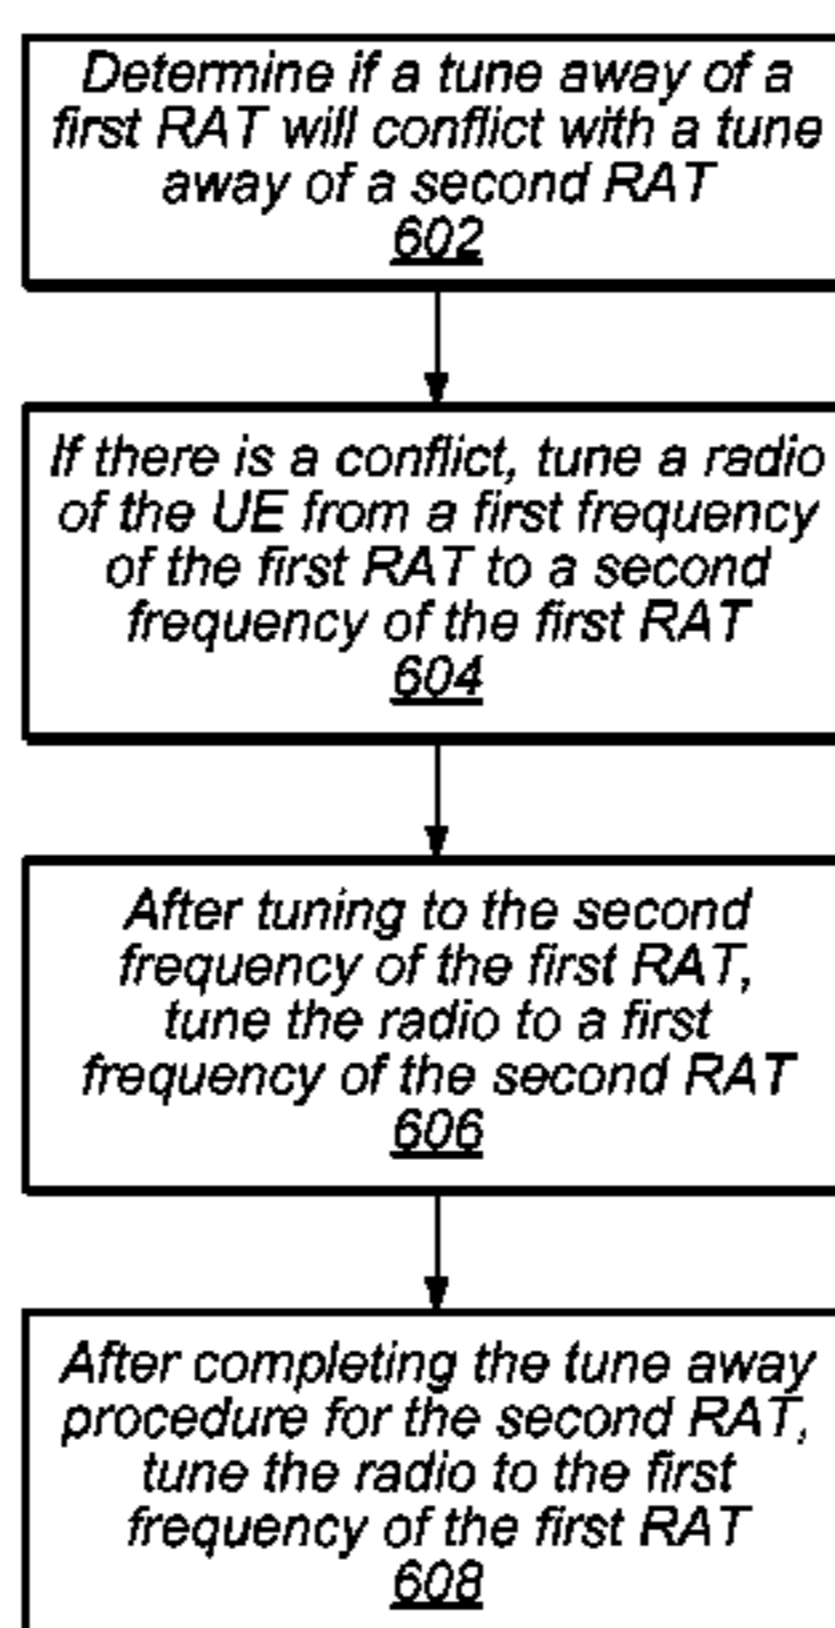 Determine if a tune away of a
first RAT will conflict with a tune
away of a second RAT
602
If there is a conflict, tune a radio
of the UE from a first frequency
of the first RAT to a second
frequency of the first RAT
604
After tuning to the second
frequency of the first RAT,
tune the radio to a first
frequency of the second RAT
606
After completing the tune away
procedure for the second RAT,
tune the radio to the first
frequency of the first RAT
608